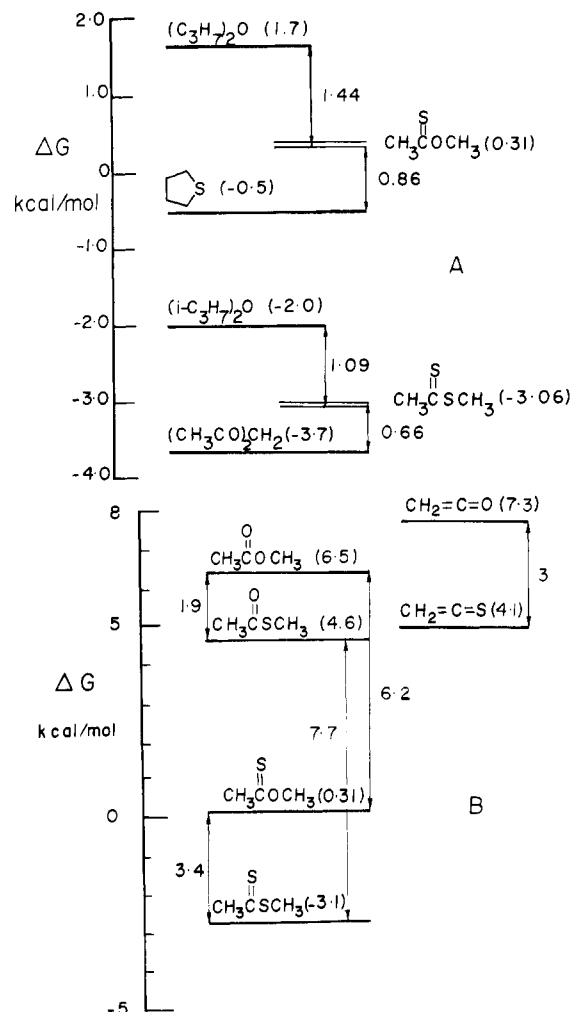 2.0
(C3H7)2O (1.7)
1.0
1.44
S
CH3COCH3(0.31)
ΔG
0
kcal/mol
S (-0.5)
0.86
-1.0
A
(i-C3H7)2O (-2.0)
-2.0
1.09
S
CH3CSCH3(-3.06)
-3.0
(CH3CO)2CH2(-3.7)
0.66
-4.0
8
CH2=C=O (7.3)
O
CH3COCH3 (6.5)
3
1.9
O
CH3CSCH3 (4.6)
CH2=C=S(4.1)
5
ΔG
6.2
kcal/mol
7.7
S
CH3COCH3(0.31)
B
0
3.4
S
CH3CSCH3(-3.1)
-5